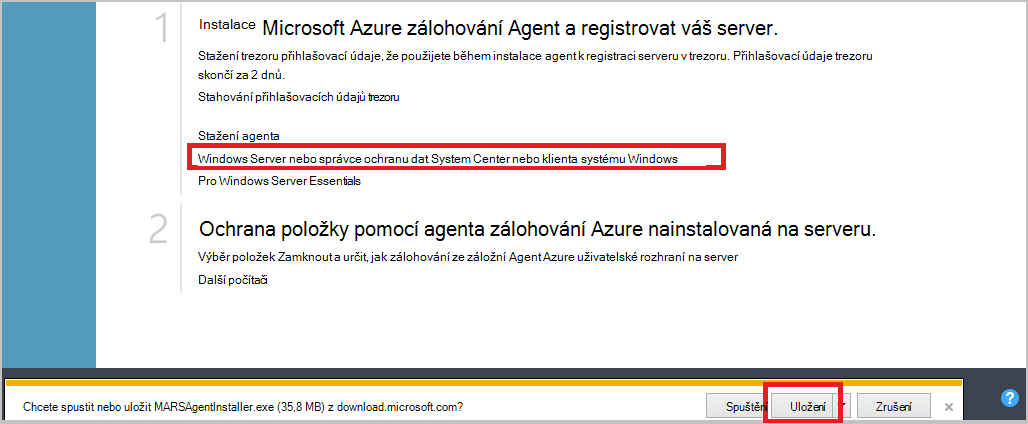 1
Instalace Microsoft Azure zálohování Agent a registrovat váš server.
Stažení trezoru přihlašovací údaje, že použijete během instalace agent k registraci serveru v trezoru. Přihlašovací údaje trezoru
skončí za 2 dnů.
Stahování přihlašovacích údajů trezoru
Stažení agenta
Windows Server nebo správce ochranu dat System Center nebo klienta systému Windows
Pro Windows Server Essentials
2
Ochrana položky pomocí agenta zálohování Azure nainstalovaná na serveru.
Výběr položek Zamknout a určit, jak zálohování ze záložní Agent Azure uživatelské rozhraní na server
Další počítači
Chcete spustit nebo uložit MARSAgentInstaller.exe (35,8 MB) z download.microsoft.com?
Spuštění
Uložení
Zrušení
×
?